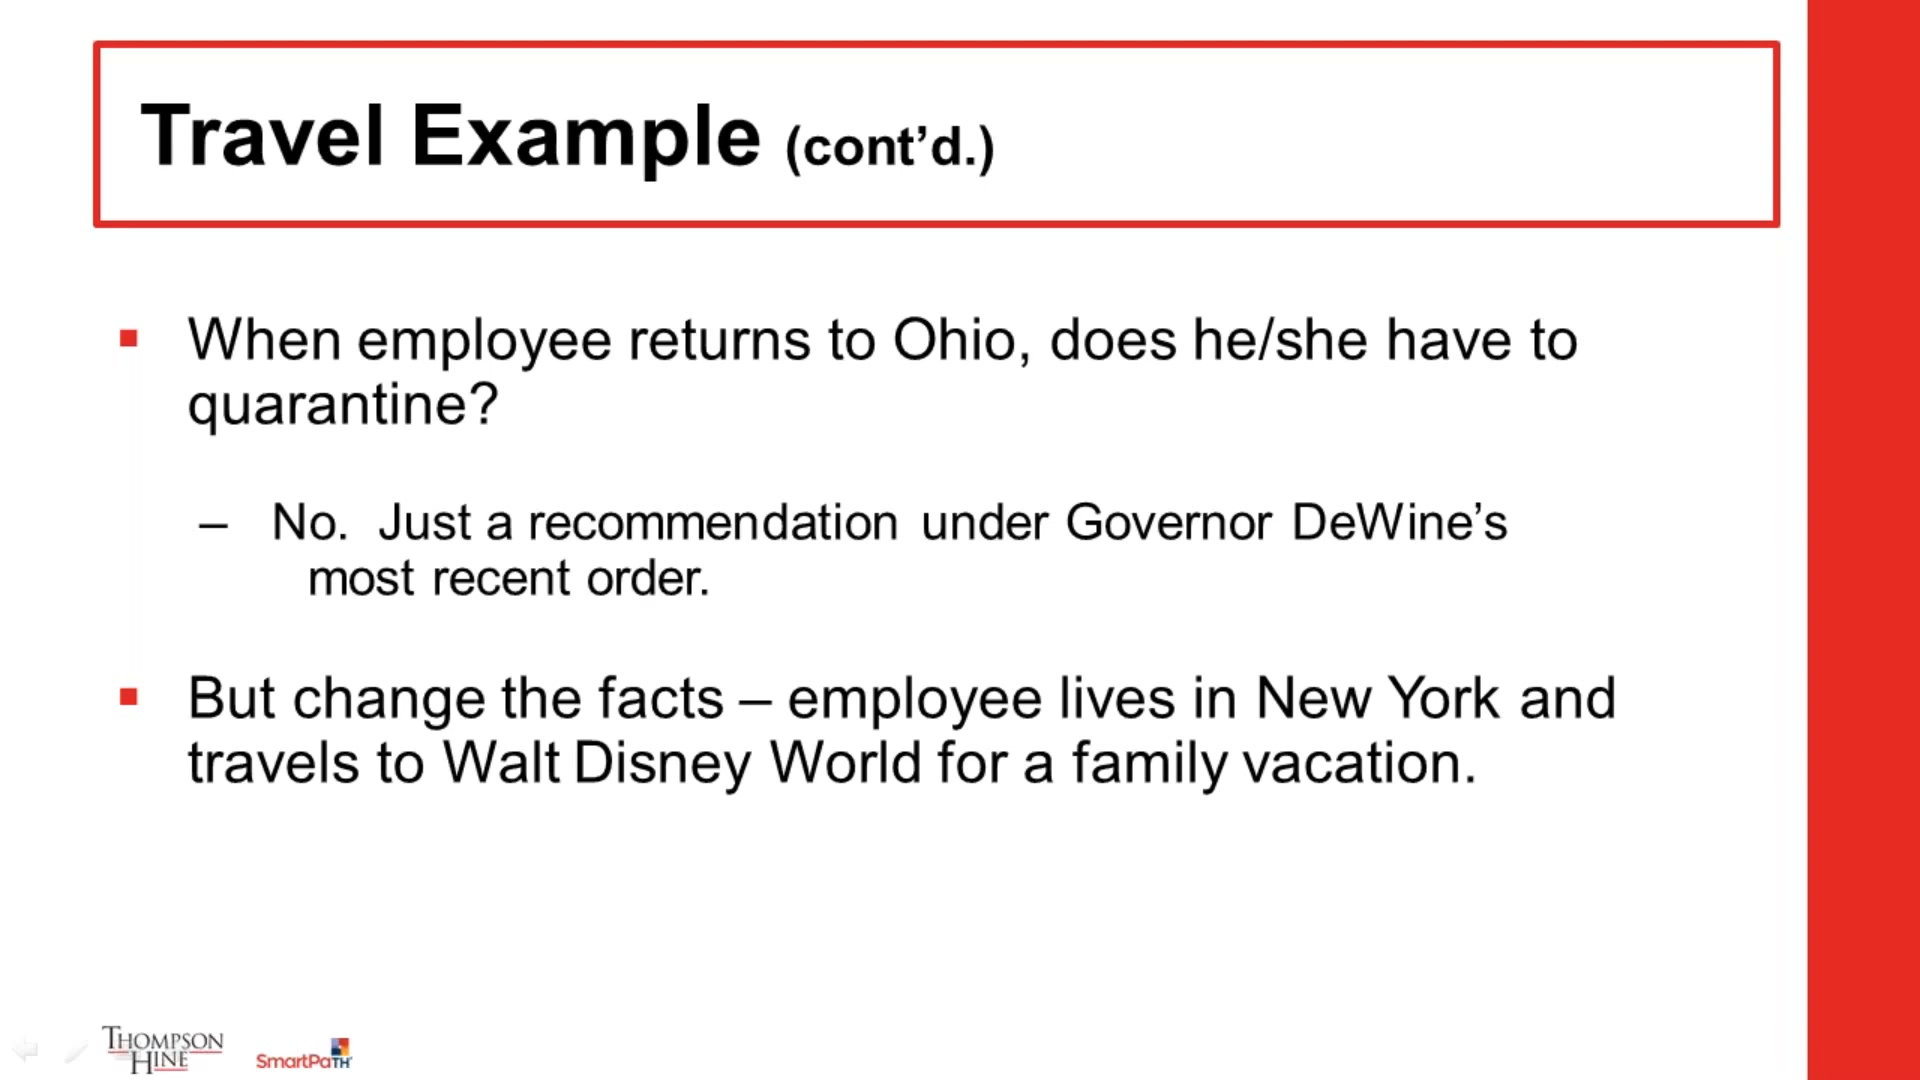 Travel Example (cont’d.)
▪ When employee returns to Ohio, does he/she have to
quarantine?
– No. Just a recommendation under Governor DeWine’s
most recent order.
▪ But change the facts – employee lives in New York and
travels to Walt Disney World for a family vacation.
THOMPSON
HINE
SmartPaTH